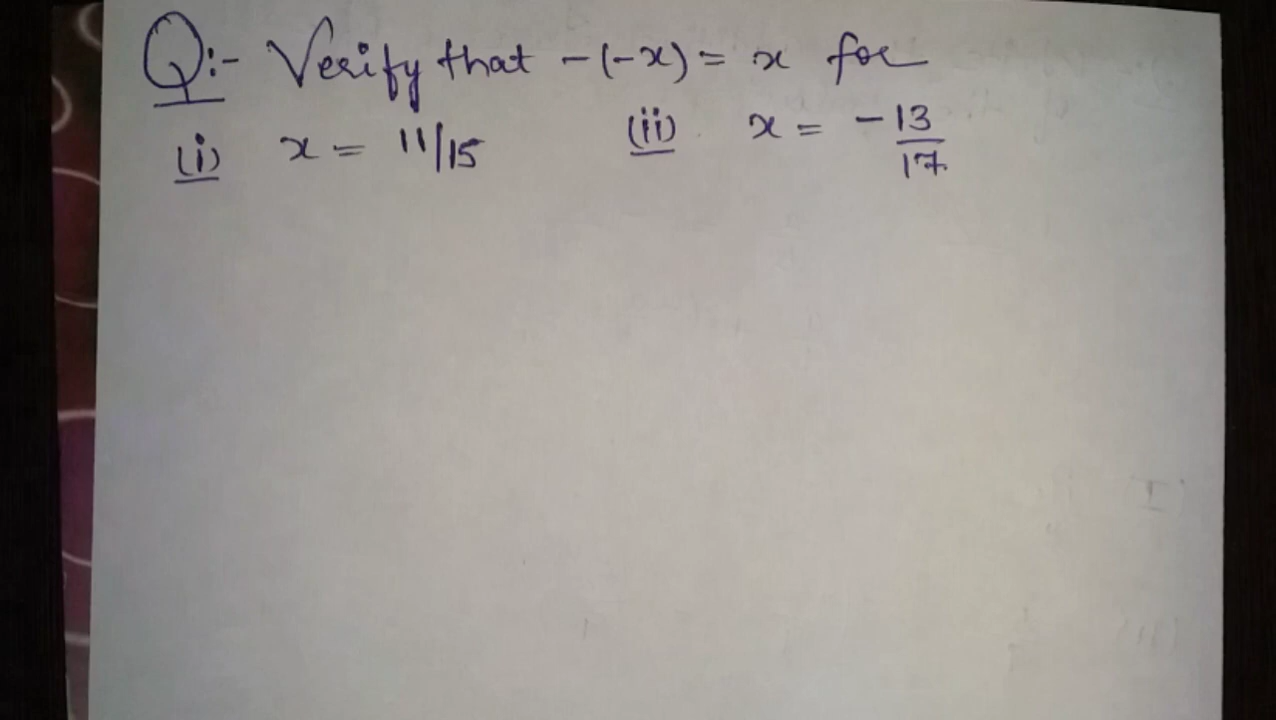 Q:- Verify that -(-x) = x for
(i) x = 11/15 (ii) x = -13/17